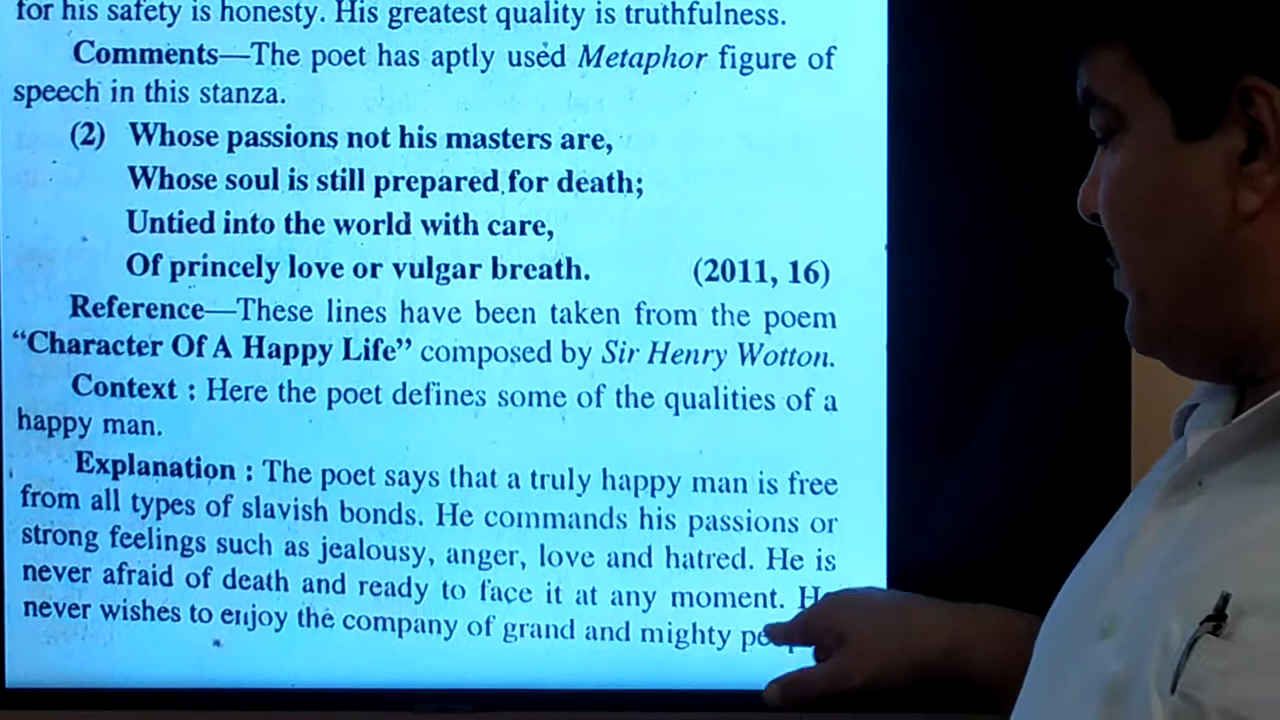 for his safety is honesty. His greatest quality is truthfulness.
Comments—The poet has aptly used Metaphor figure of
speech in this stanza.
(2) Whose passions not his masters are,
Whose soul is still prepared for death;
Untied into the world with care,
Of princely love or vulgar breath. (2011, 16)
Reference—These lines have been taken from the poem
“Character Of A Happy Life” composed by Sir Henry Wotton.
Context : Here the poet defines some of the qualities of a
happy man.
Explanation : The poet says that a truly happy man is free
from all types of slavish bonds. He commands his passions or
strong feelings such as jealousy, anger, love and hatred. He is
never afraid of death and ready to face it at any moment.
never wishes to enjoy the company of grand and mighty